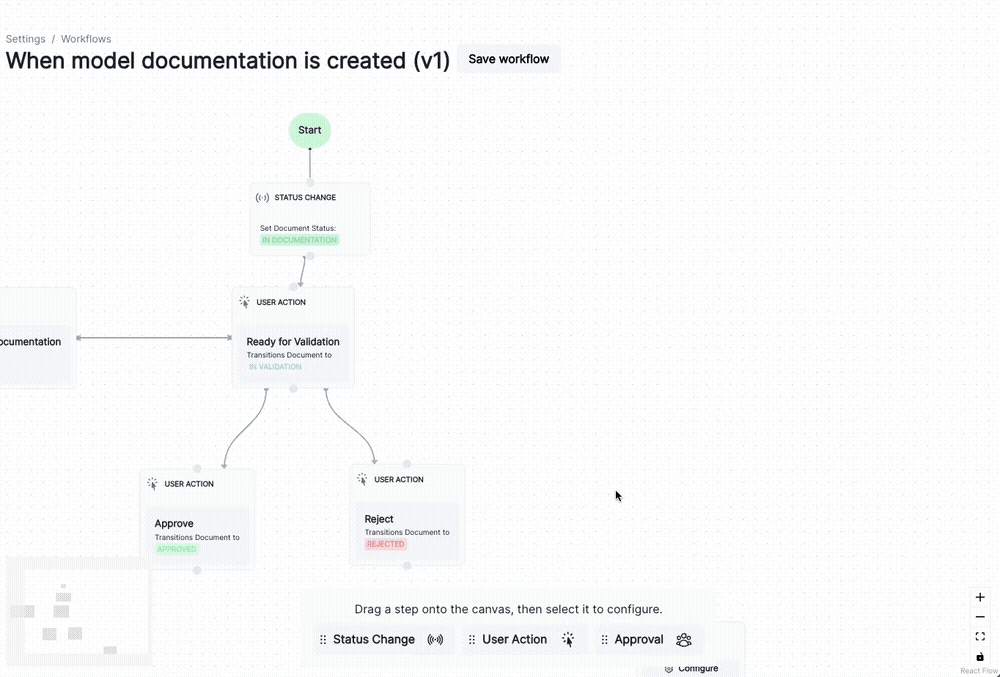 Settings / Workflows
When model documentation is created (v1)
Save workflow
Start
STATUS CHANGE
Set Document Status:
IN DOCUMENTATION
USER ACTION
ocumentation
Ready for Validation
Transitions Document to
IN VALIDATION
USER ACTION
Approve
Transitions Document to
APPROVED
USER ACTION
Reject
Transitions Document to
REJECTED
Drag a step onto the canvas, then select it to configure.
Status Change
User Action
Approval
Configure
React Flow